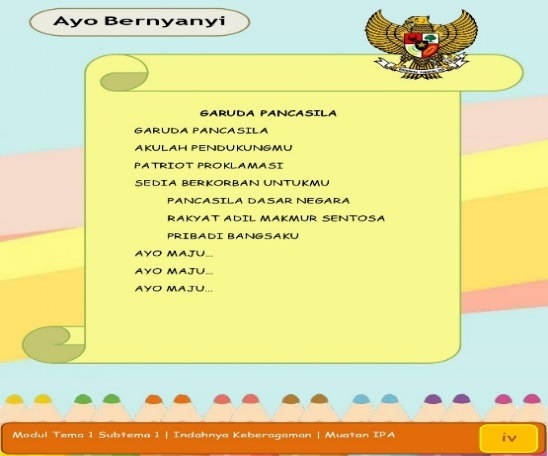 Ayo Bernyanyi
GARUDA PANCASILA
GARUDA PANCASILA
AKULAH PENDUKUNGMU
PATRIOT PROKLAMASI
SEDIA BERKORBAN UNTUKMU
PANCASILA DASAR NEGARA
RAKYAT ADIL MAKMUR SENTOSA
PRIBADI BANGSAKU
AYO MAJU...
AYO MAJU...
AYO MAJU...
Modul Tema 1 Subtema 1 | Indahnya Keberagaman | Muatan IPA
iv